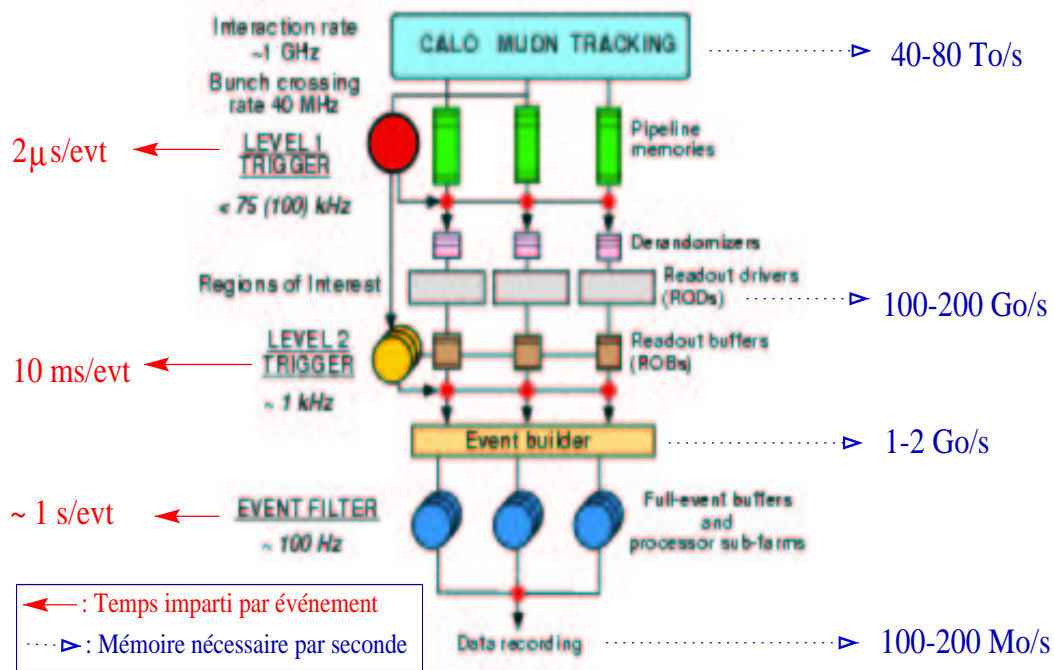 Interaction rate
~1 GHz
CALO MUON TRACKING
40-80 To/s
Bunch crossing
rate 40 MHz
2μs/evt
LEVEL 1
TRIGGER
Pipeline
memories
< 75 (100) kHz
Derandomizers
Regions of Interest
Readout drivers
(RODs)
100-200 Go/s
10 ms/evt
LEVEL 2
TRIGGER
Readout buffers
(ROBs)
~ 1 kHz
Event builder
1-2 Go/s
~ 1 s/evt
EVENT FILTER
~ 100 Hz
Full-event buffers
and
processor sub-farms
: Temps imparti par événement
: Mémoire nécessaire par seconde
Data recording
100-200 Mo/s